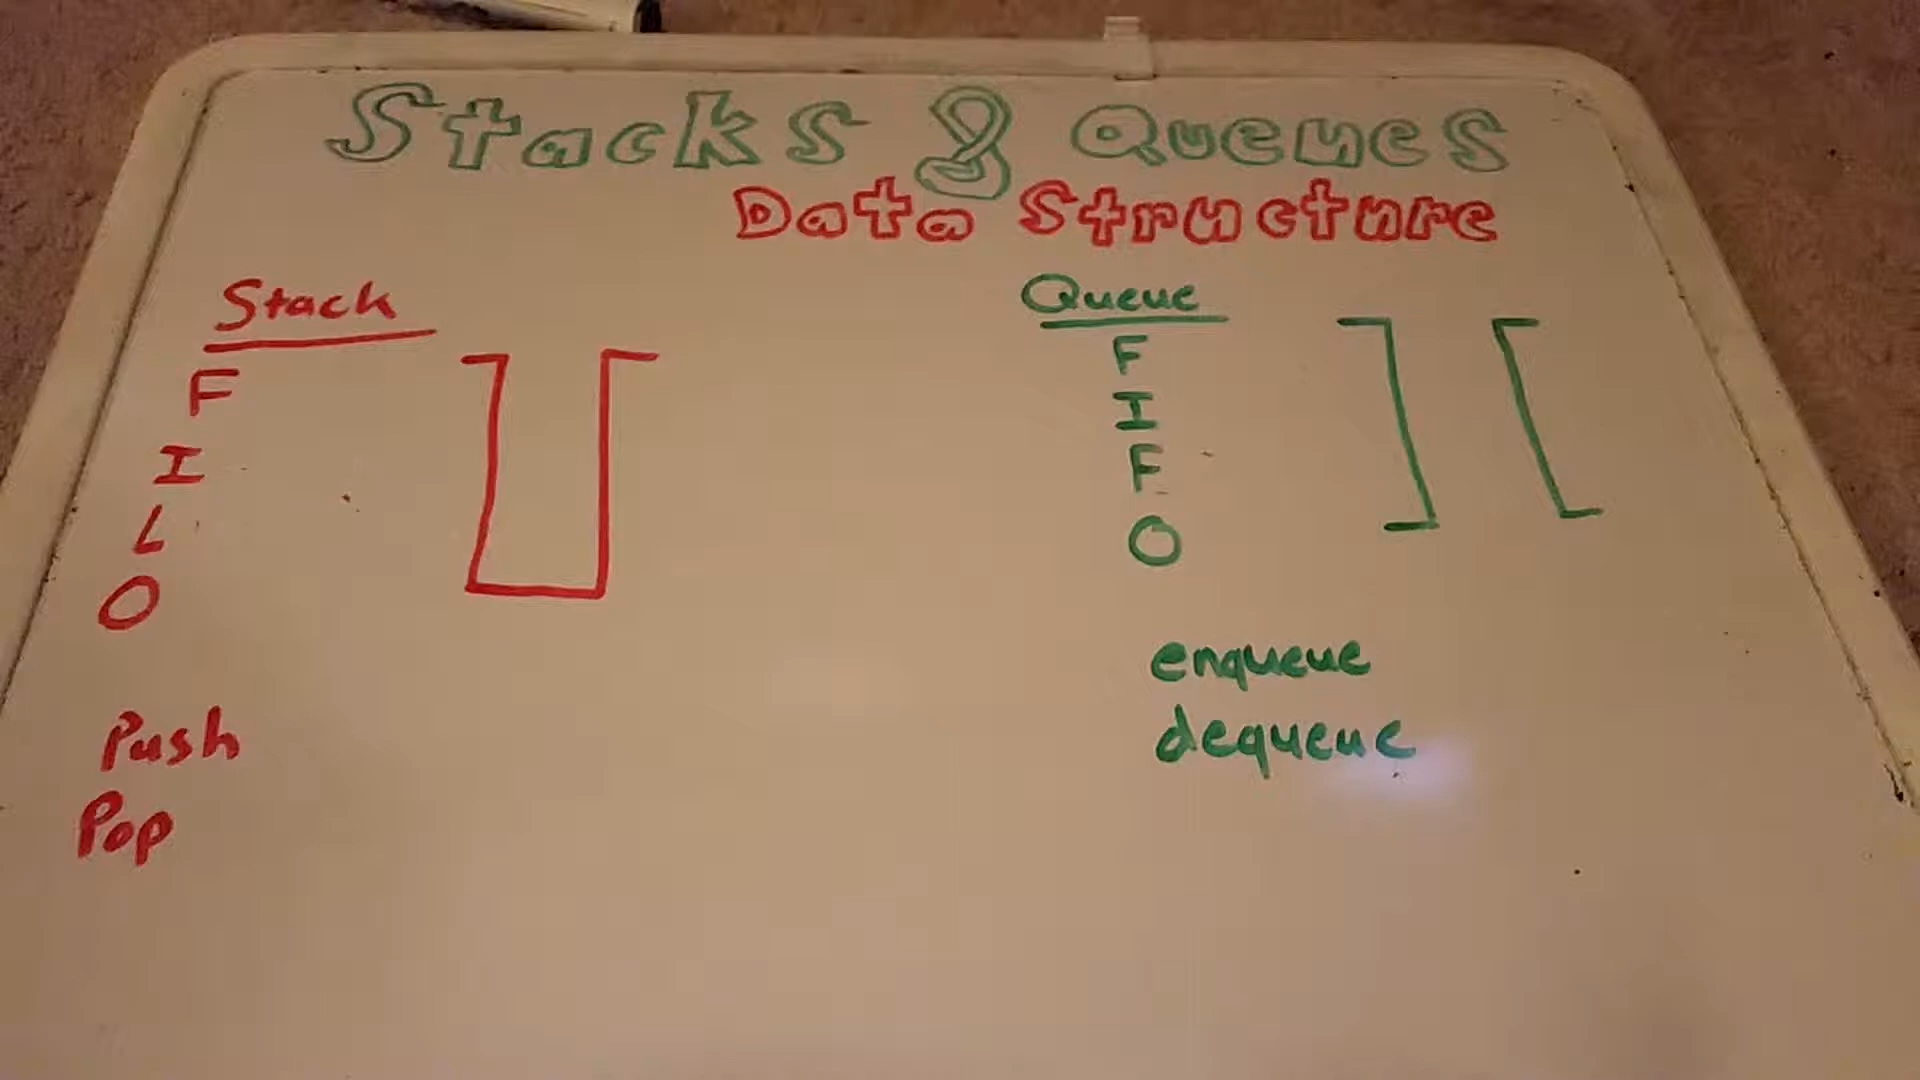 Stacks & Queues
Data Structure
Stack
F
I
L
O
Push
Pop
Queue
F
I
F
O
enqueue
dequeue